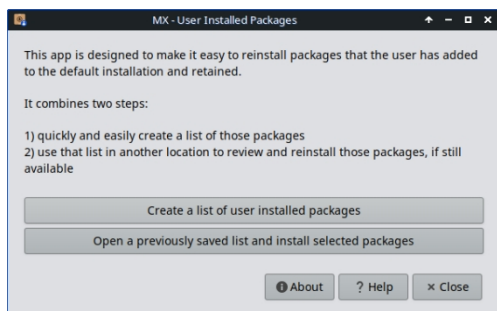 MX - User Installed Packages
This app is designed to make it easy to reinstall packages that the user has added
to the default installation and retained.
It combines two steps:
1) quickly and easily create a list of those packages
2) use that list in another location to review and reinstall those packages, if still
available
Create a list of user installed packages
Open a previously saved list and install selected packages
About
? Help
× Close